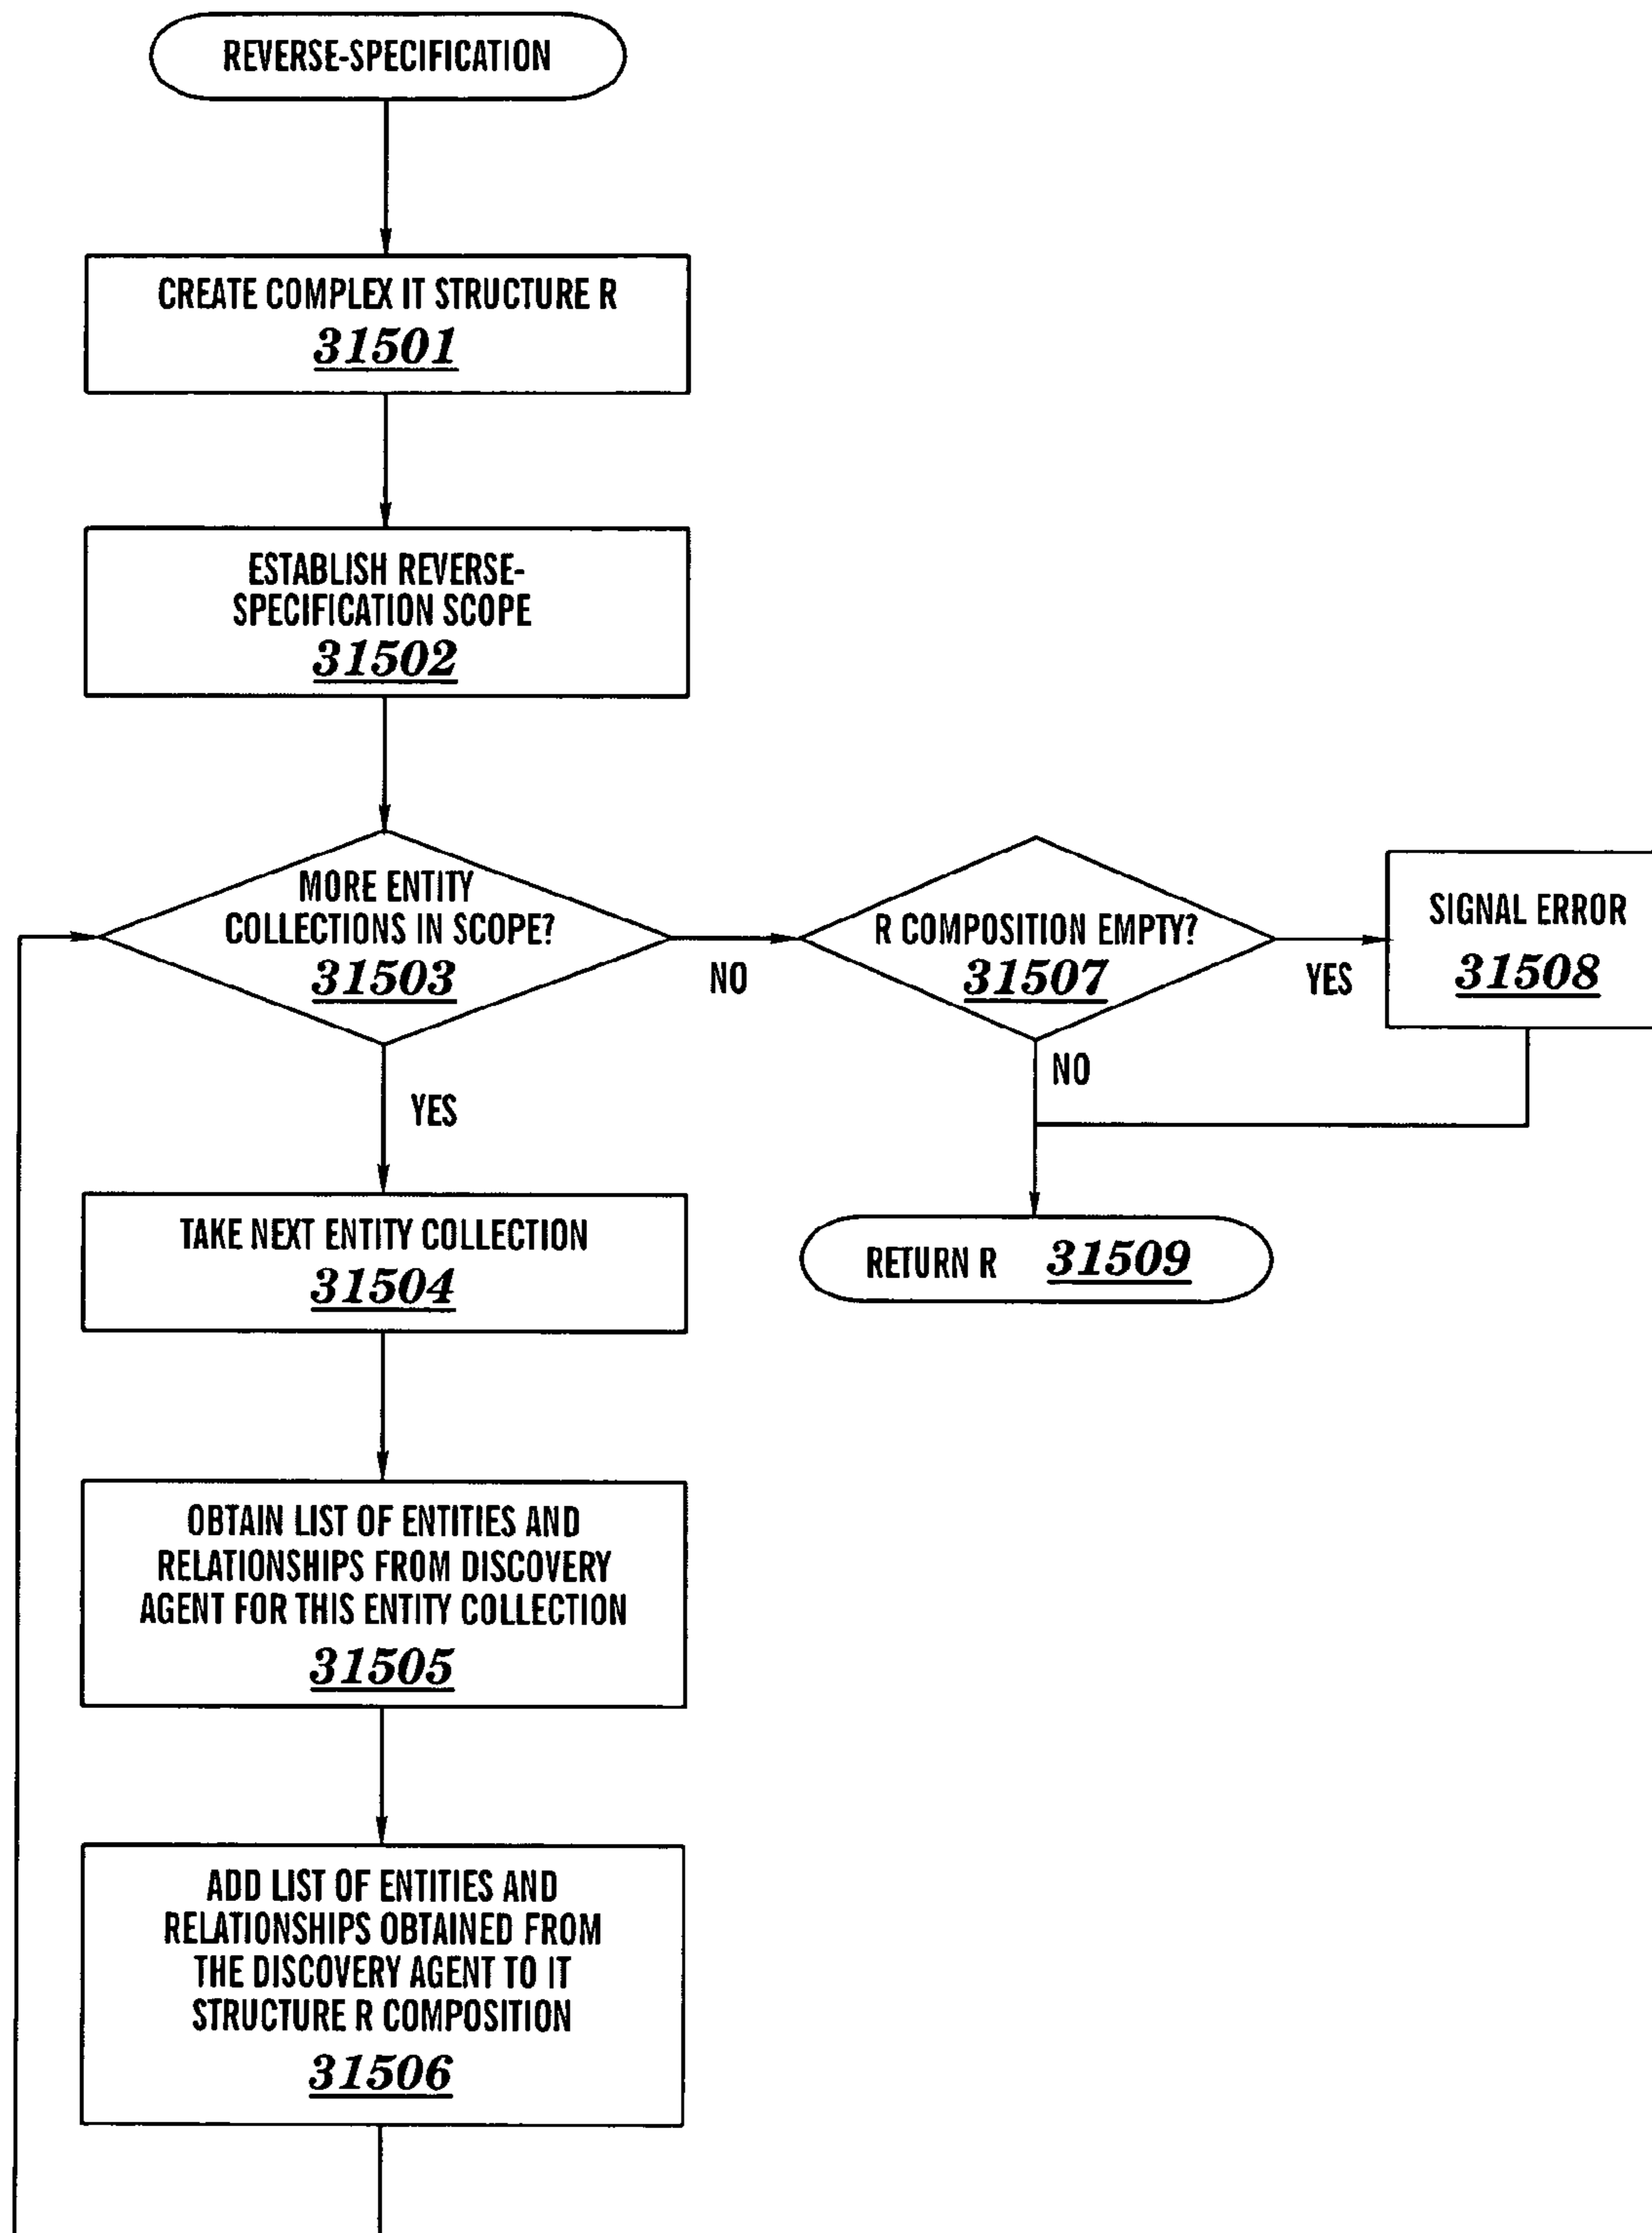 REVERSE-SPECIFICATION
CREATE COMPLEX IT STRUCTURE R
31501
ESTABLISH REVERSE-
SPECIFICATION SCOPE
31502
MORE ENTITY
COLLECTIONS IN SCOPE?
31503
NO
R COMPOSITION EMPTY?
31507
YES
SIGNAL ERROR
31508
NO
YES
RETURN R 31509
TAKE NEXT ENTITY COLLECTION
31504
OBTAIN LIST OF ENTITIES AND
RELATIONSHIPS FROM DISCOVERY
AGENT FOR THIS ENTITY COLLECTION
31505
ADD LIST OF ENTITIES AND
RELATIONSHIPS OBTAINED FROM
THE DISCOVERY AGENT TO IT
STRUCTURE R COMPOSITION
31506